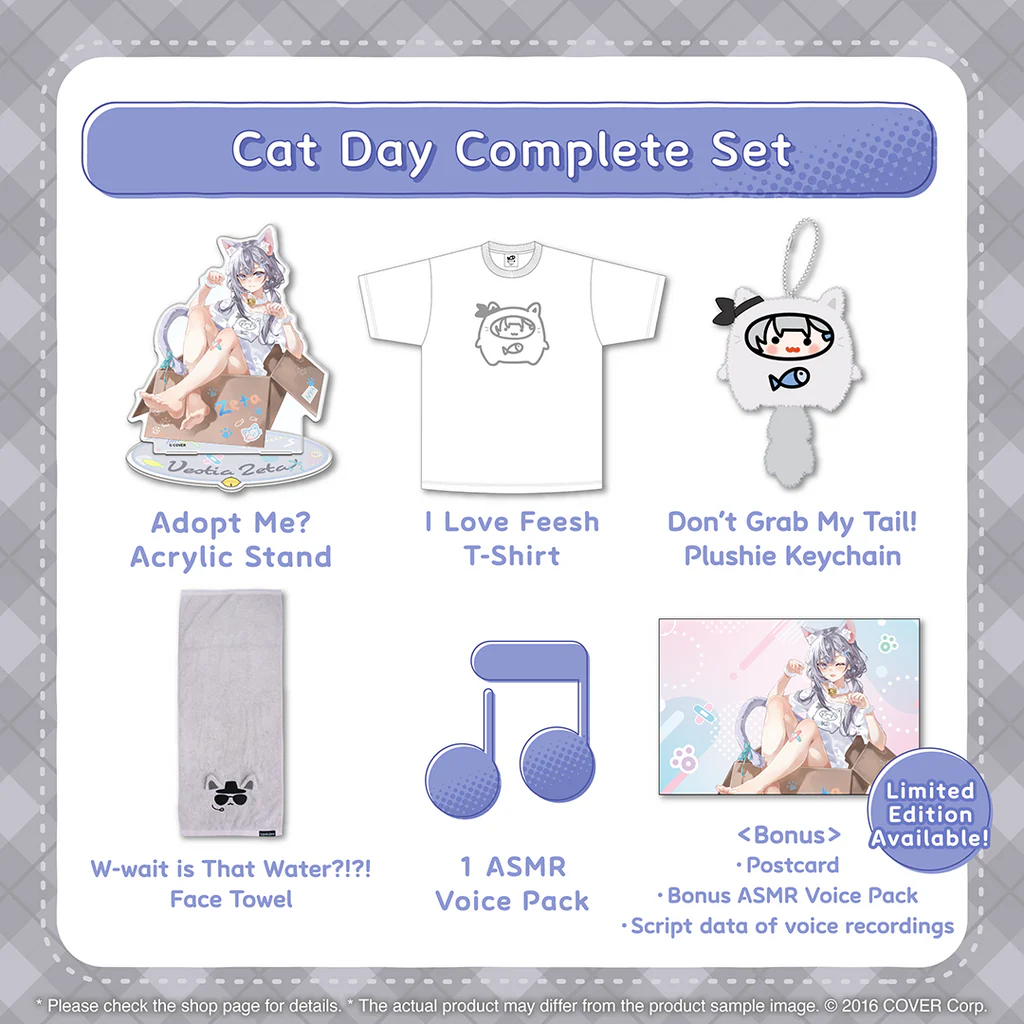 Cat Day Complete Set
Zeta
© COVER
Vestia Zeta
Adopt Me?
Acrylic Stand
I Love Feesh
T-Shirt
Don't Grab My Tail!
Plushie Keychain
W-wait is That Water?!?!
Face Towel
1 ASMR
Voice Pack
Limited
Edition
Available!
<Bonus>
・Postcard
・Bonus ASMR Voice Pack
・Script data of voice recordings
* Please check the shop page for details. * The actual product may differ from the product sample image. © 2016 COVER Corp.